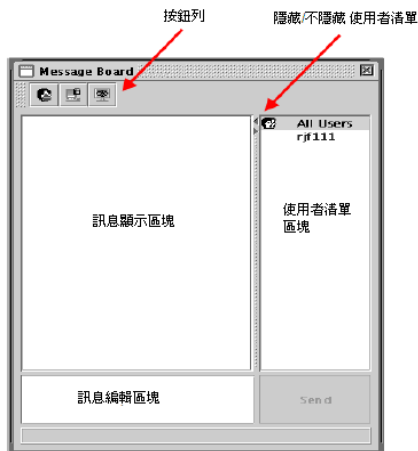 按鈕列
隱藏/不隱藏 使用者清單
Message Board
All Users
rjf111
訊息顯示區塊
使用者清單
區塊
訊息編輯區塊
Send